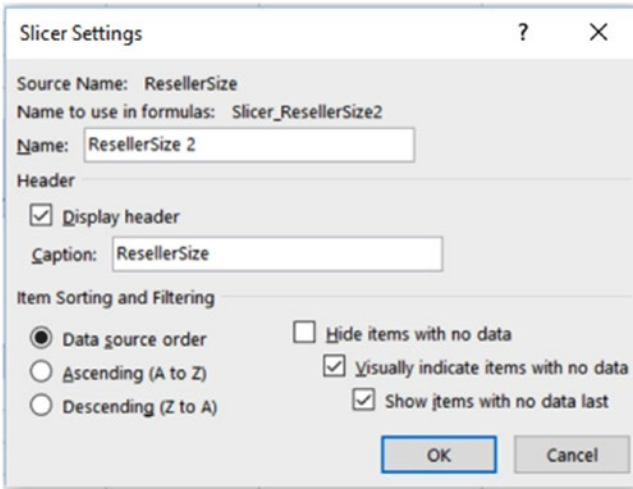 Slicer Settings ? ×
Source Name: ResellerSize
Name to use in formulas: Slicer_ResellerSize2
Name: ResellerSize 2
Header
Display header
Caption: ResellerSize
Item Sorting and Filtering
Data source order
Hide items with no data
Ascending (A to Z)
Visually indicate items with no data
Descending (Z to A)
Show items with no data last
OK Cancel